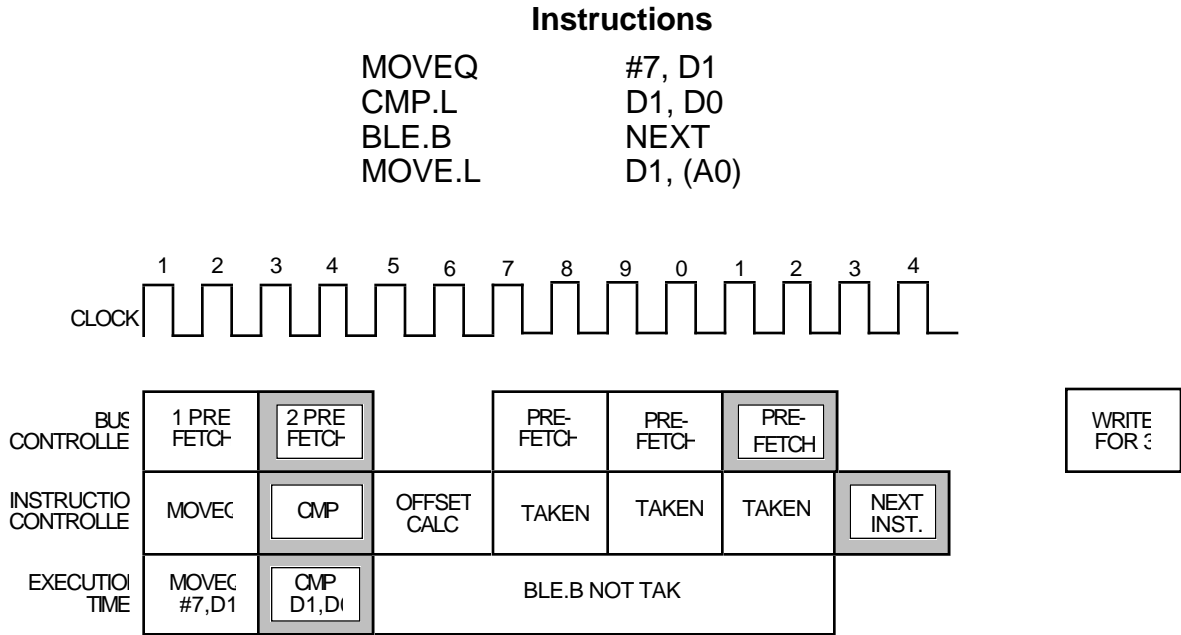 Instructions
MOVEQ #7, D1
CMP.L D1, D0
BLE.B NEXT
MOVE.L D1, (A0)
1 2 3 4 5 6 7 8 9 0 1 2 3 4
CLOCK
BUS
CONTROLLE
1 PRE
FETCH
2 PRE
FETCH
PRE-
FETCH
PRE-
FETCH
PRE-
FETCH
WRITE
FOR 3
INSTRUCTIO
CONTROLLE
MOVEQ
CMP
OFFSET
CALC
TAKEN
TAKEN
TAKEN
NEXT
INST.
EXECUTION
TIME
MOVEQ
#7,D1
CMP
D1,D0
BLE.B NOT TAK